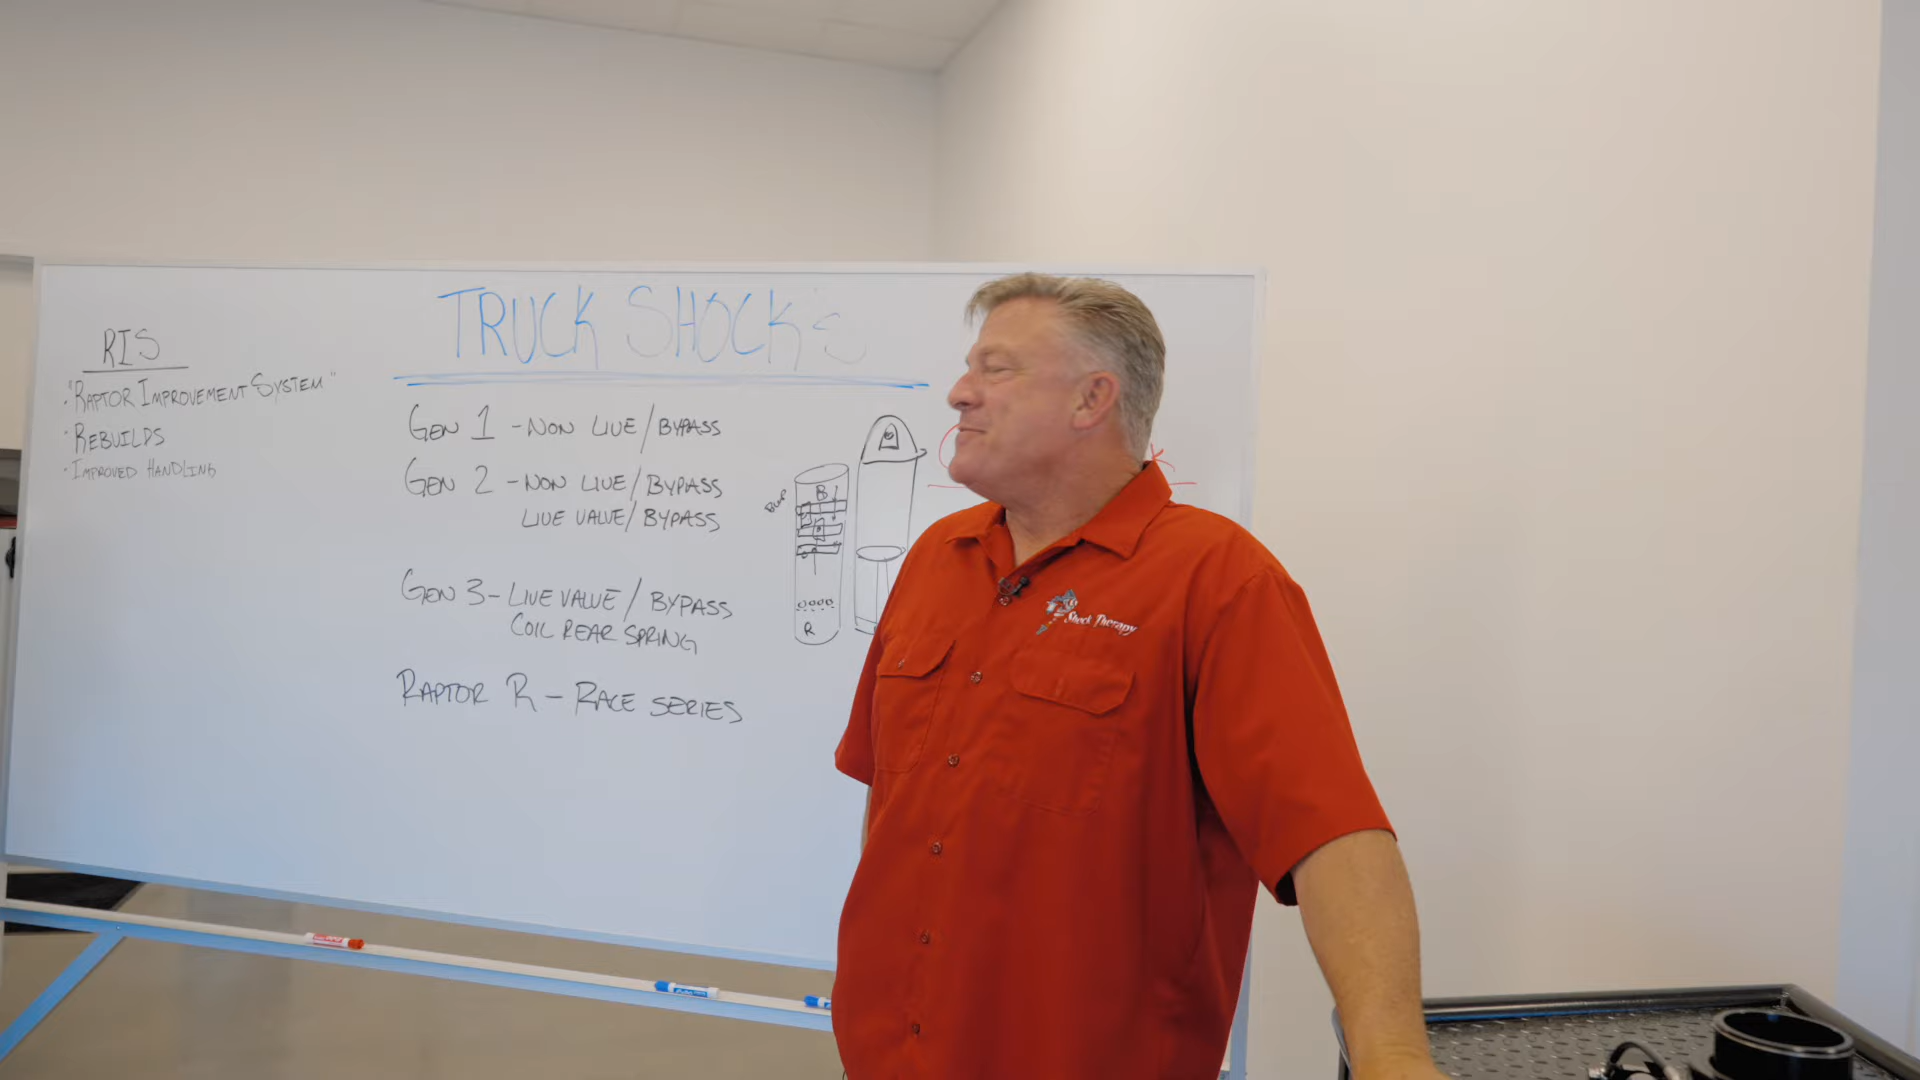 TRUCK SHOCK'S
RIS
· "RAPTOR IMPROVEMENT SYSTEM"
· REBUILDS
· IMPROVED HANDLING
GEN 1 - NON LIVE / BYPASS
GEN 2 - NON LIVE / BYPASS
LIVE VALVE / BYPASS
GEN 3 - LIVE VALVE / BYPASS
COIL REAR SPRING
RAPTOR R - RACE SERIES
B
R
Shock Therapy